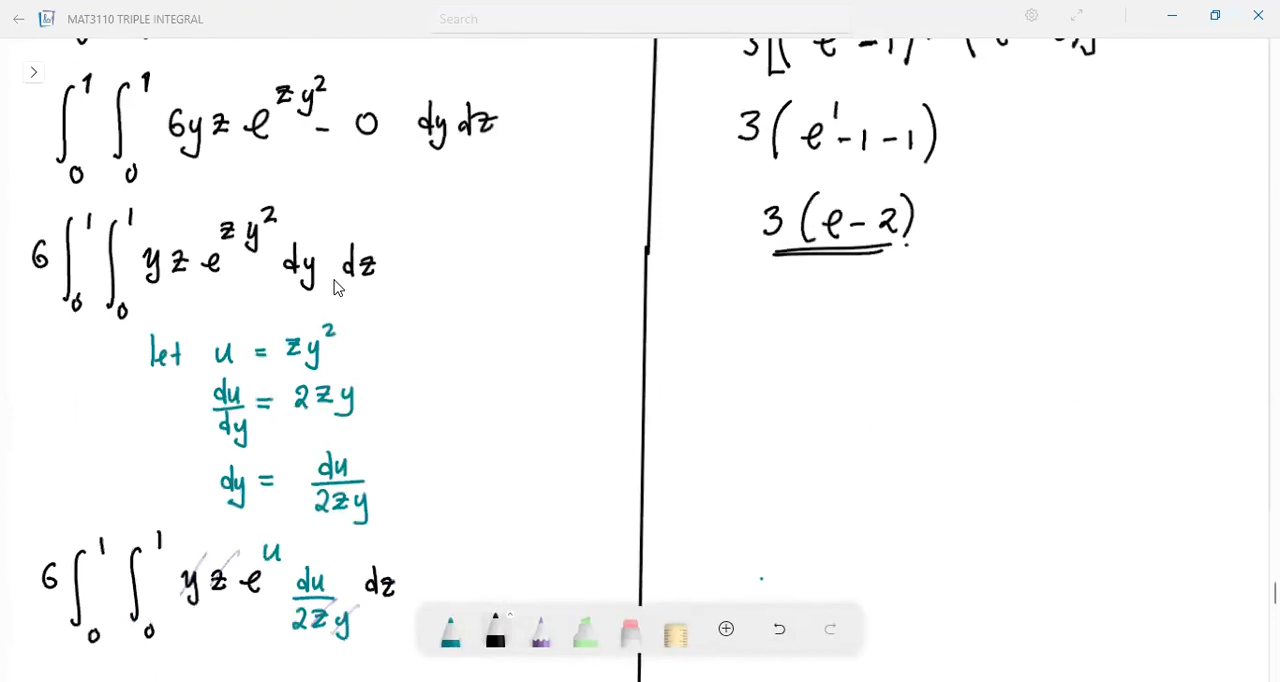 MAT3110 TRIPLE INTEGRAL
Search
∫₀¹ ∫₀¹ 6yz e^{zy²} - 0 dy dz
6 ∫₀¹ ∫₀¹ yz e^{zy²} dy dz
let u = zy²
du/dy = 2zy
dy = du/2zy
6 ∫₀¹ ∫₀¹ yz e^u du/2zy dz
3(e¹-1-1)
3(e-2)